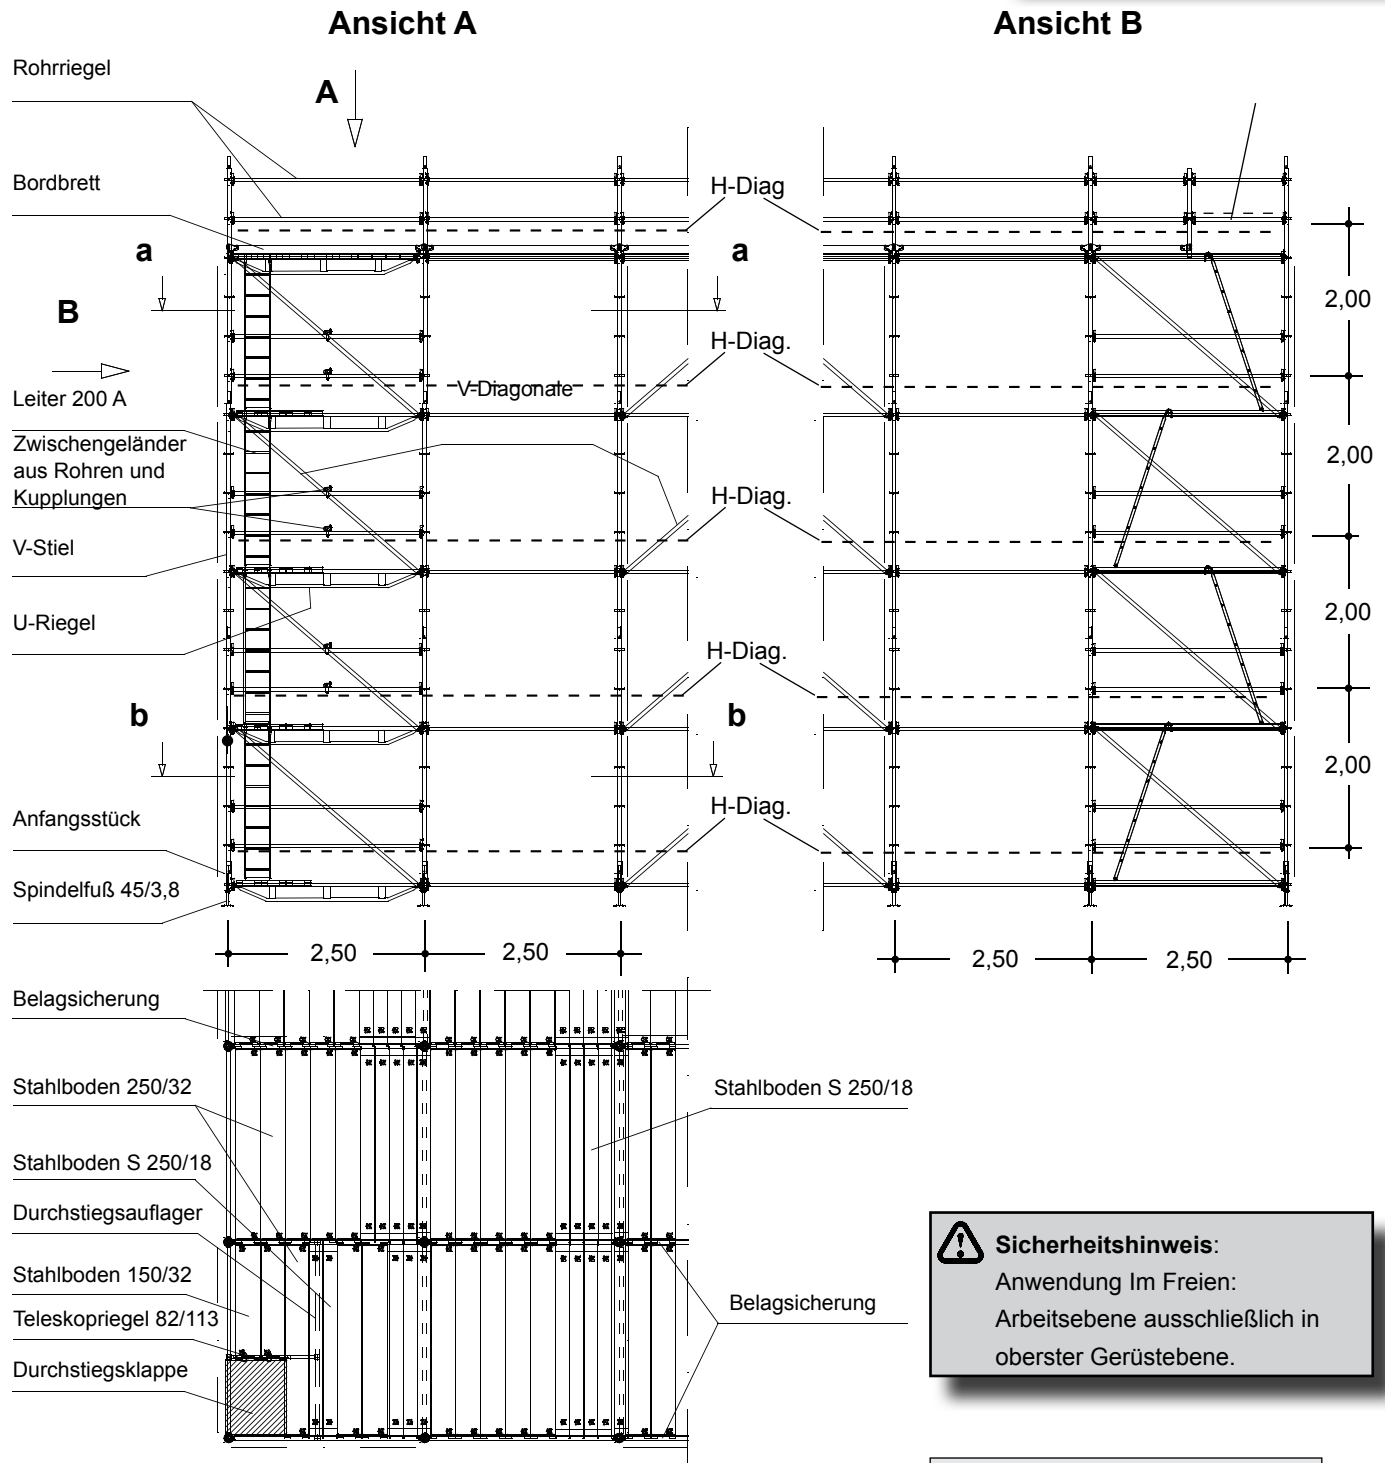 Ansicht A
Ansicht B
Rohrriegel
A
Bordbrett
H-Diag
a
a
B
2,00
H-Diag.
Leiter 200 A
V-Diagonale
Zwischengeländer
aus Rohren und
Kupplungen
2,00
H-Diag.
V-Stiel
U-Riegel
2,00
H-Diag.
b
b
2,00
H-Diag.
Anfangsstück
Spindelfuß 45/3,8
2,50
2,50
2,50
2,50
Belagsicherung
Stahlboden 250/32
Stahlboden S 250/18
Stahlboden S 250/18
Durchstiegsauflager
Stahlboden 150/32
Teleskopriegel 82/113
Durchstiegsklappe
Belagsicherung
Sicherheitshinweis:
Anwendung Im Freien:
Arbeitsebene ausschließlich in
oberster Gerüstebene.